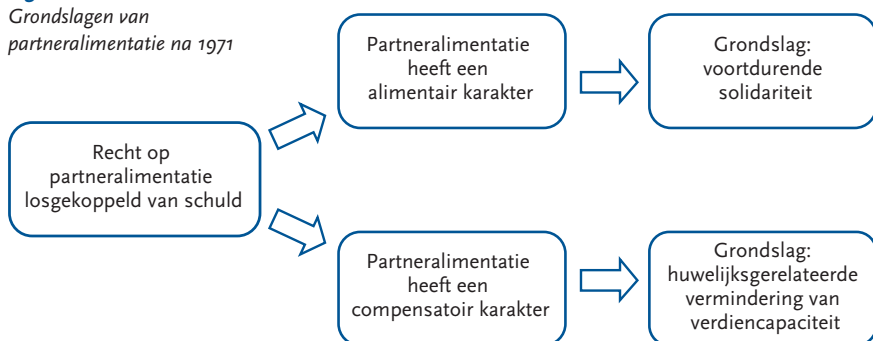 Grondslagen van
partneralimentatie na 1971
Recht op
partneralimentatie
losgekoppeld van schuld
Partneralimentatie
heeft een
alimentair karakter
Grondslag:
voortdurende
solidariteit
Partneralimentatie
heeft een
compensatoir karakter
Grondslag:
huwelijksgerelateerde
vermindering van
verdiencapaciteit